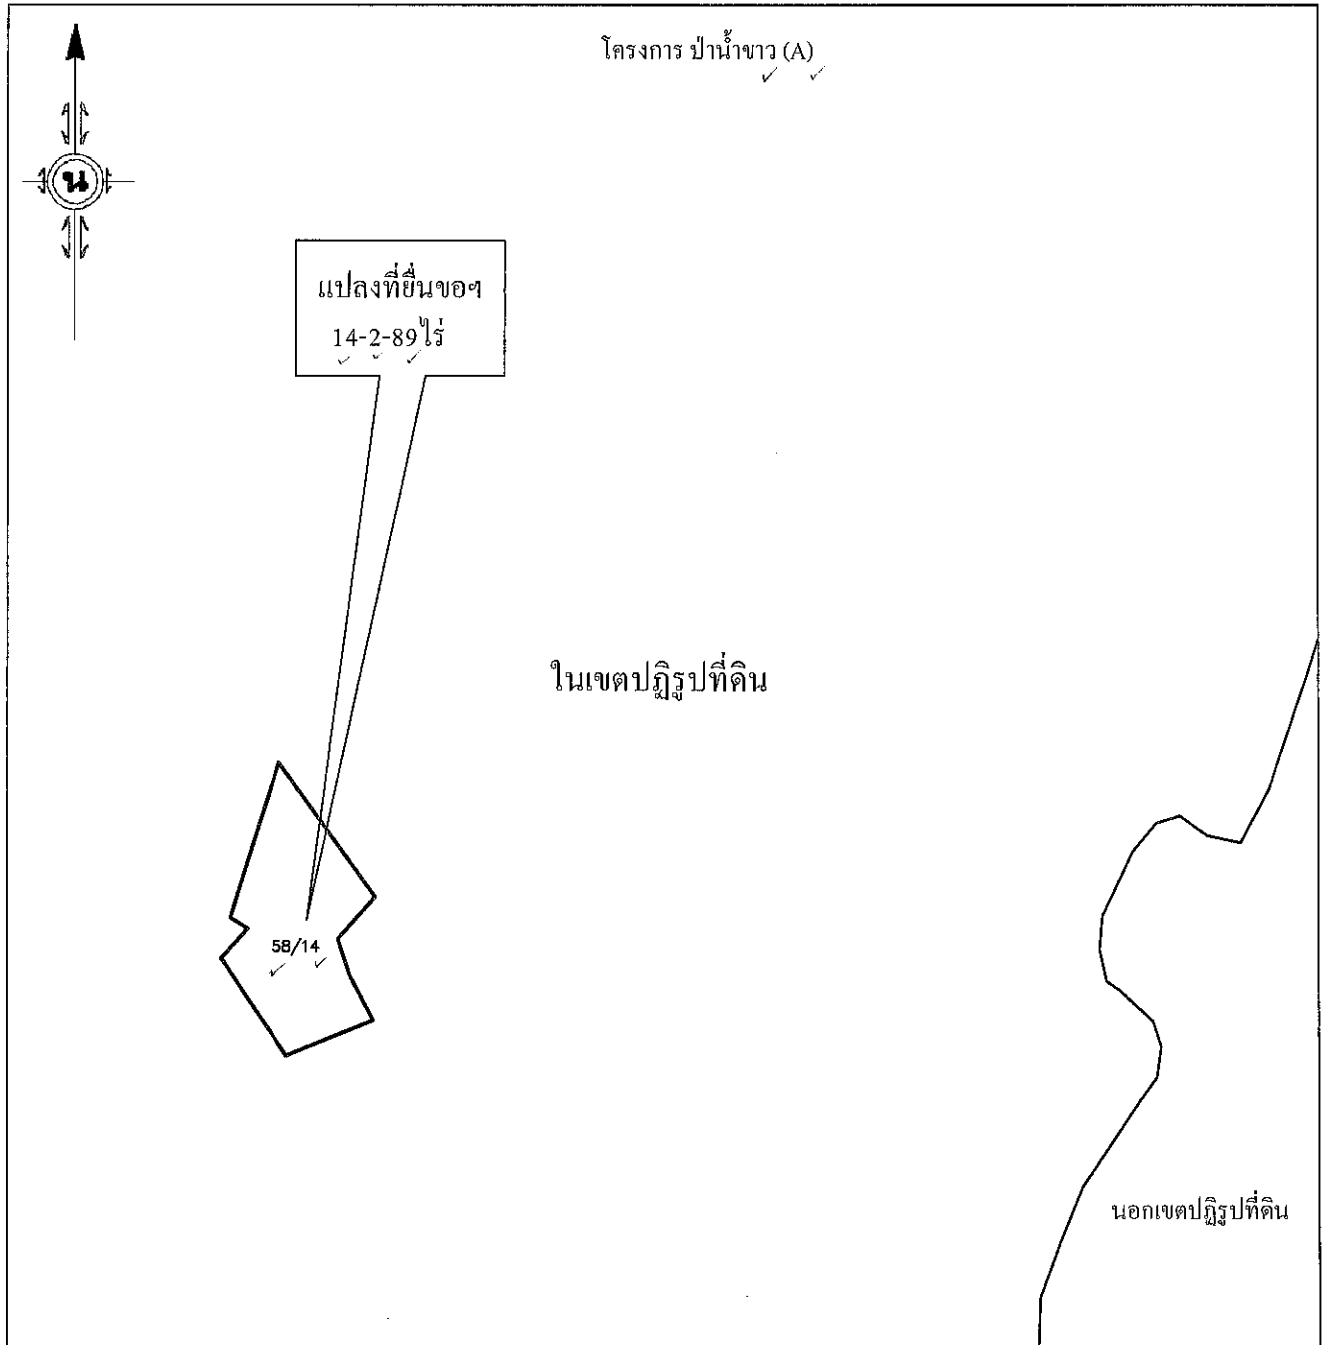 โครงการ ป่าน้ำขาว (A)
น
แปลงที่ยื่นขอฯ
14-2-89ไร่
ในเขตปฏิรูปที่ดิน
58/14
นอกเขตปฏิรูปที่ดิน